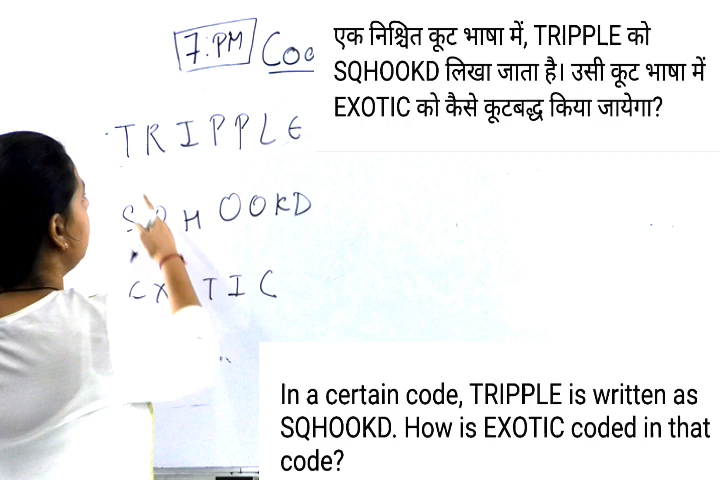 7:PM
एक निश्चित कूट भाषा में, TRIPPLE को
SQHOOKD लिखा जाता है। उसी कूट भाषा में
EXOTIC को कैसे कूटबद्ध किया जायेगा?
TRIPPLE
HOOKD
TIC
In a certain code, TRIPPLE is written as
SQHOOKD. How is EXOTIC coded in that
code?